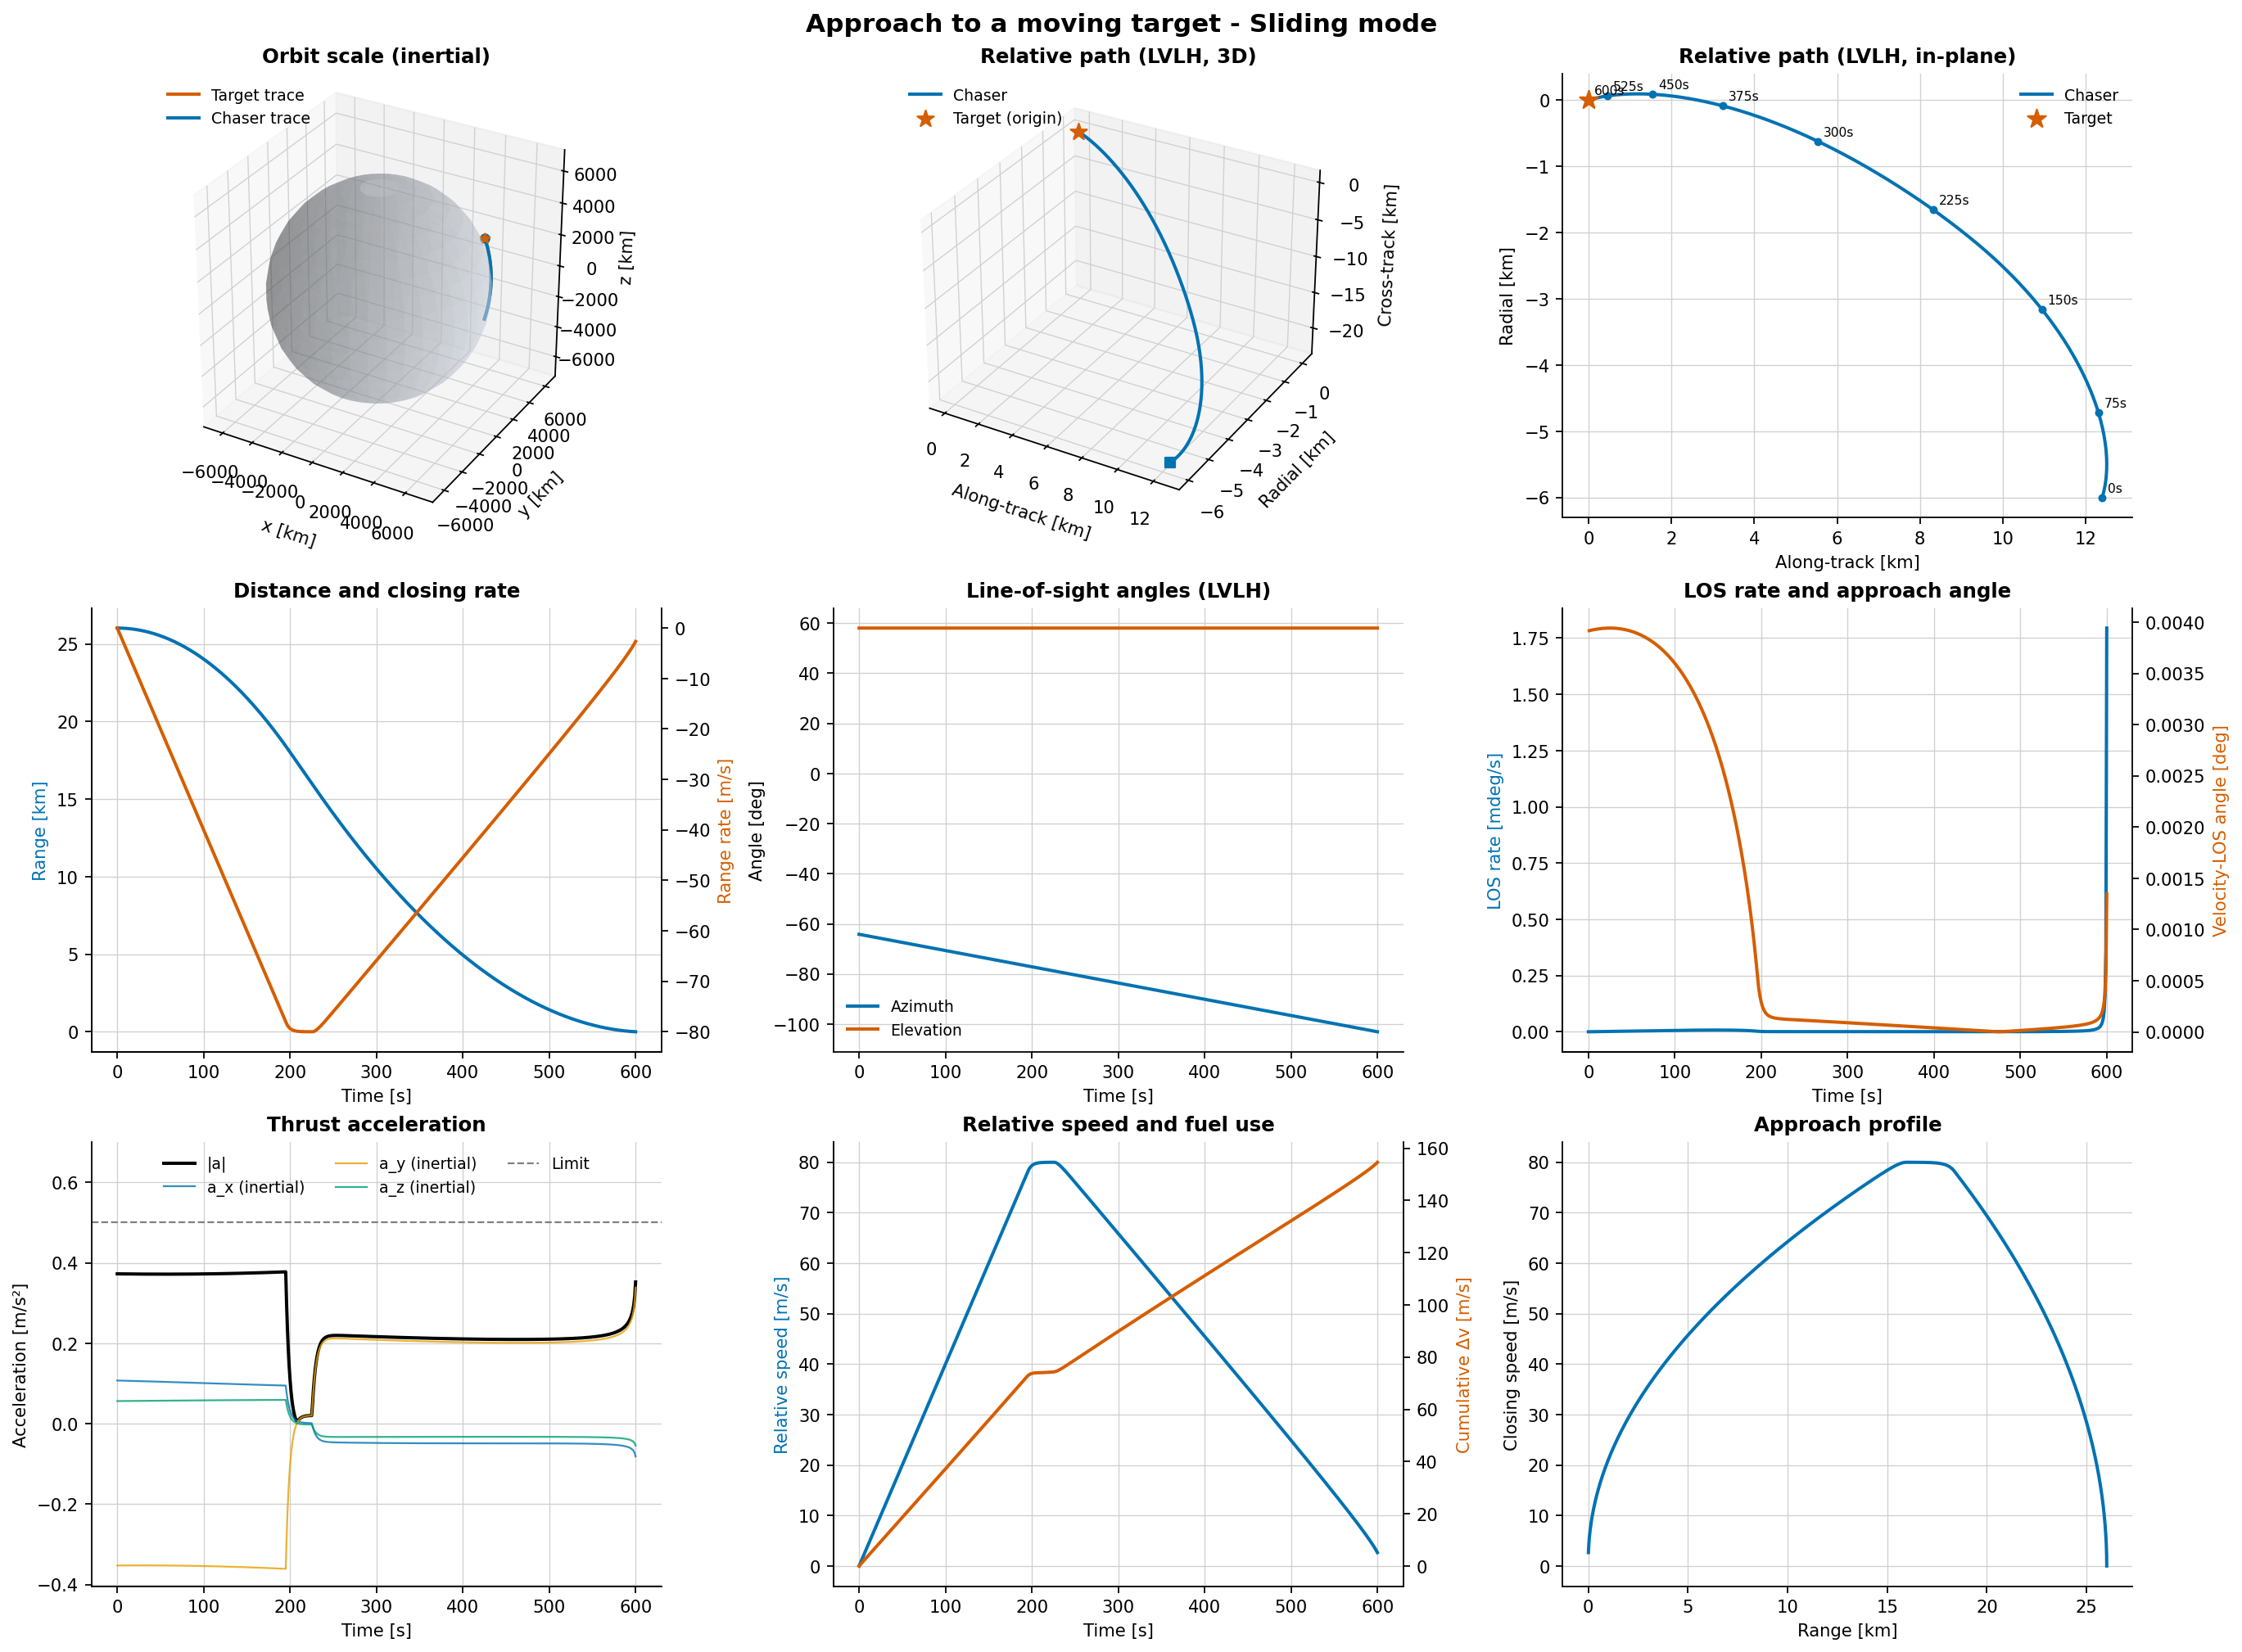 Approach to a moving target - Sliding mode
Orbit scale (inertial)
Target trace
Chaser trace
6000
4000
2000
0
−2000
−4000
−6000
z [km]
−6000
−4000
−2000
0
2000
4000
6000
x [km]
6000
4000
2000
0
−2000
−4000
−6000
y [km]
Relative path (LVLH, 3D)
Chaser
Target (origin)
0
−5
−10
−15
−20
Cross-track [km]
0
2
4
6
8
10
12
Along-track [km]
0
−1
−2
−3
−4
−5
−6
Radial [km]
Relative path (LVLH, in-plane)
Chaser
Target
600s
525s
450s
375s
300s
225s
150s
75s
0s
0
−1
−2
−3
−4
−5
−6
Radial [km]
0 2 4 6 8 10 12
Along-track [km]
Distance and closing rate
25
20
15
10
5
0
Range [km]
0
−10
−20
−30
−40
−50
−60
−70
−80
Range rate [m/s]
0 100 200 300 400 500 600
Time [s]
Line-of-sight angles (LVLH)
60
40
20
0
−20
−40
−60
−80
−100
Angle [deg]
Azimuth
Elevation
0 100 200 300 400 500 600
Time [s]
LOS rate and approach angle
1.75
1.50
1.25
1.00
0.75
0.50
0.25
0.00
LOS rate [mdeg/s]
0.0040
0.0035
0.0030
0.0025
0.0020
0.0015
0.0010
0.0005
0.0000
Velocity-LOS angle [deg]
0 100 200 300 400 500 600
Time [s]
Thrust acceleration
|a|
a_x (inertial)
a_y (inertial)
a_z (inertial)
Limit
0.6
0.4
0.2
0.0
−0.2
−0.4
Acceleration [m/s²]
0 100 200 300 400 500 600
Time [s]
Relative speed and fuel use
80
70
60
50
40
30
20
10
0
Relative speed [m/s]
160
140
120
100
80
60
40
20
0
Cumulative Δv [m/s]
0 100 200 300 400 500 600
Time [s]
Approach profile
80
70
60
50
40
30
20
10
0
Closing speed [m/s]
0 5 10 15 20 25
Range [km]